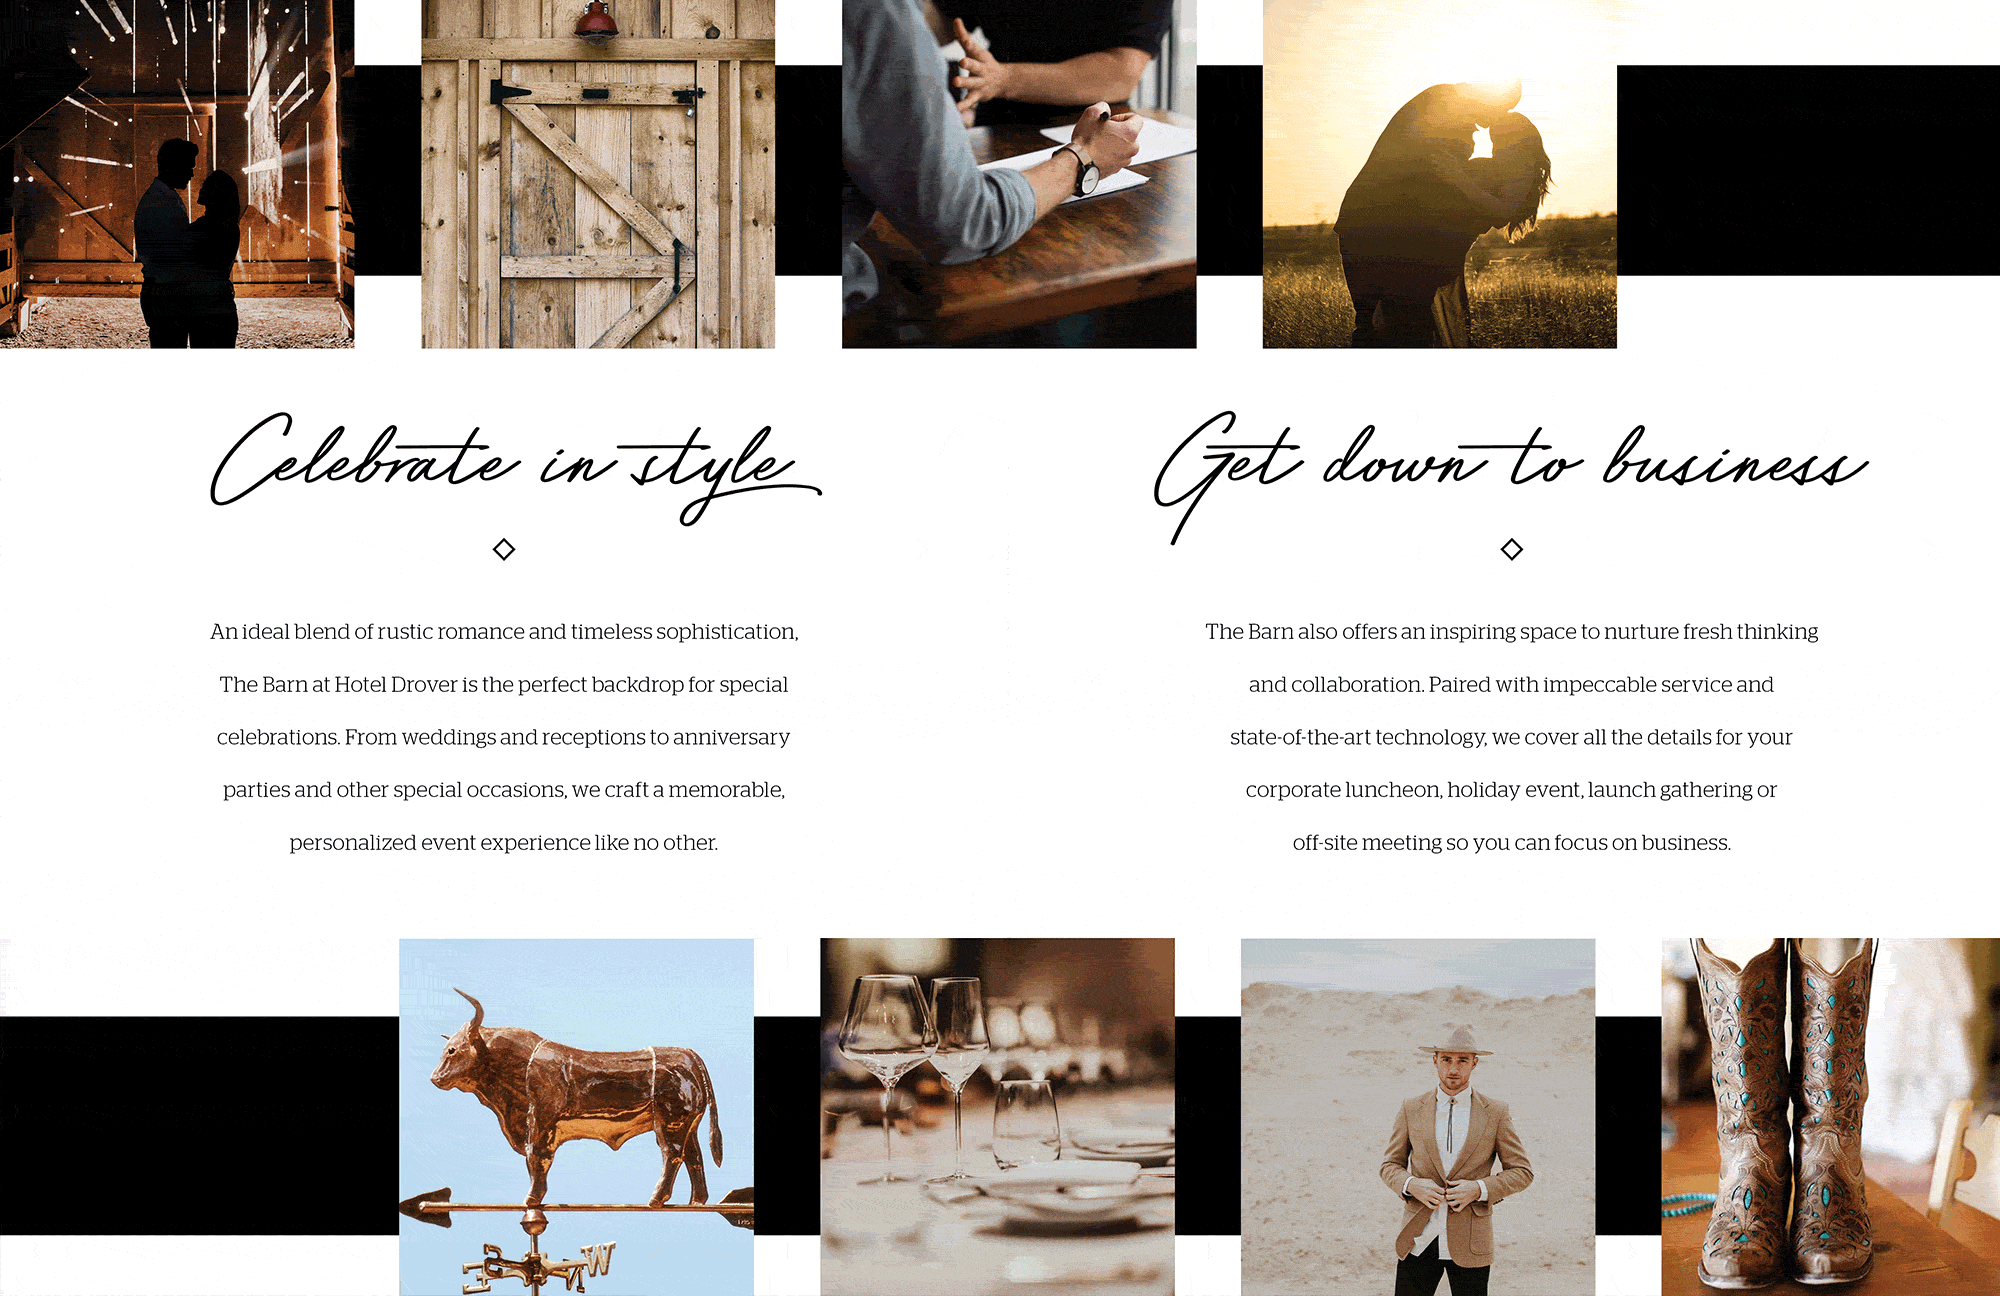 Celebrate in style
An ideal blend of rustic romance and timeless sophistication,
The Barn at Hotel Drover is the perfect backdrop for special
celebrations. From weddings and receptions to anniversary
parties and other special occasions, we craft a memorable,
personalized event experience like no other.
Get down to business
The Barn also offers an inspiring space to nurture fresh thinking
and collaboration. Paired with impeccable service and
state-of-the-art technology, we cover all the details for your
corporate luncheon, holiday event, launch gathering or
off-site meeting so you can focus on business.
E N W